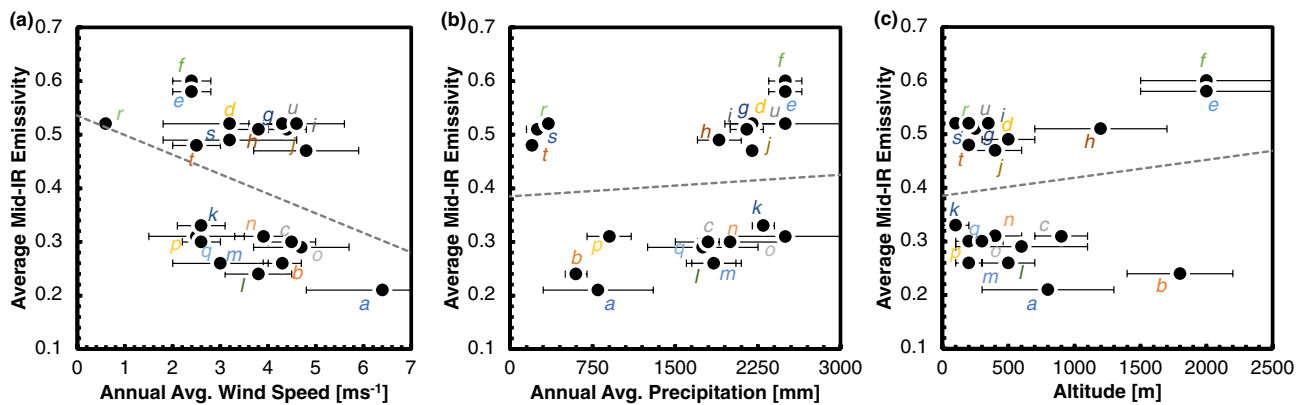 (a)
Average Mid-IR Emissivity
0.7
0.6
0.5
0.4
0.3
0.2
0.1
f
e
r
d
g
u
s
h
i
t
j
k
n
c
p
q
m
o
b
l
a
0 1 2 3 4 5 6 7
Annual Avg. Wind Speed [ms-1]
(b)
Average Mid-IR Emissivity
0.7
0.6
0.5
0.4
0.3
0.2
0.1
f
e
r
i
g
d
u
s
h
t
j
k
c
n
p
q
o
b
l
m
a
0 750 1500 2250 3000
Annual Avg. Precipitation [mm]
(c)
Average Mid-IR Emissivity
0.7
0.6
0.5
0.4
0.3
0.2
0.1
f
e
r
u
i
s
g
d
h
t
j
k
n
c
q
p
o
m
l
b
a
0 500 1000 1500 2000 2500
Altitude [m]